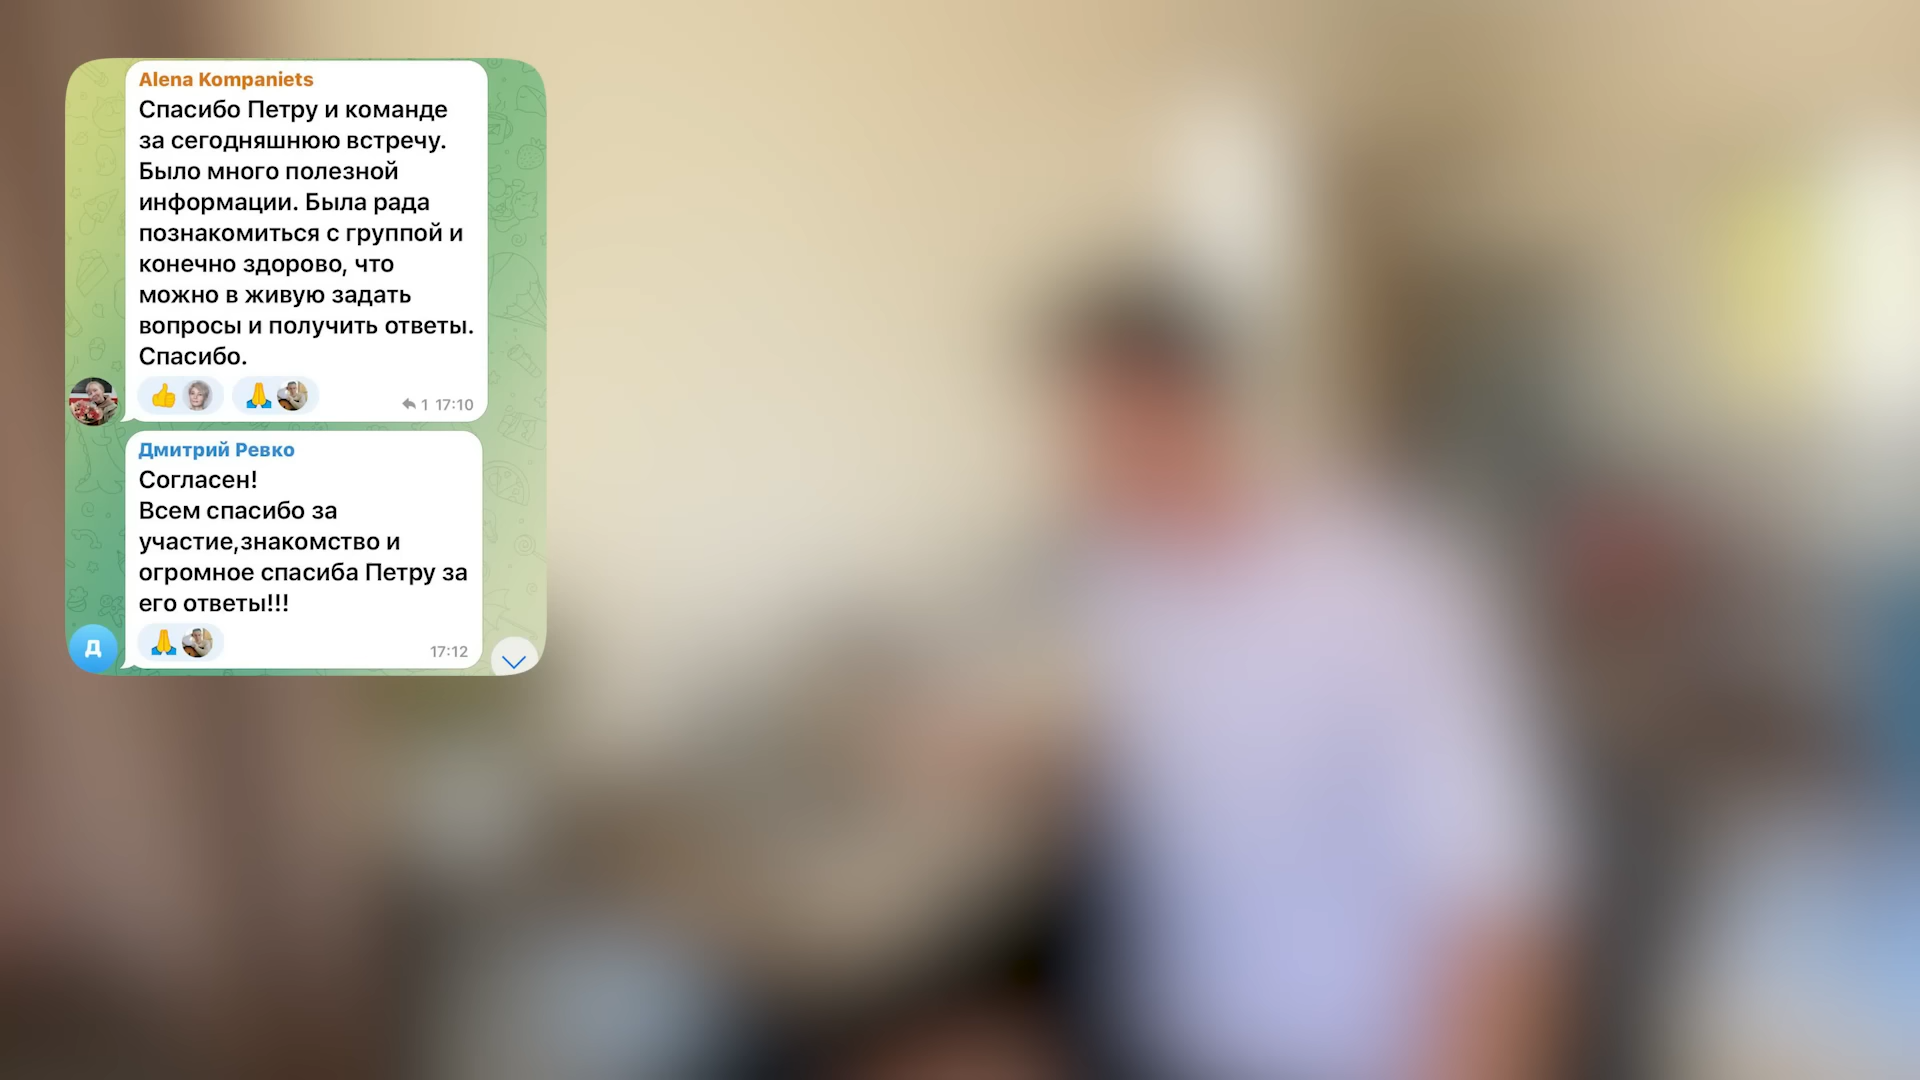 Alena Kompaniets
Спасибо Петру и команде
за сегодняшнюю встречу.
Было много полезной
информации. Была рада
познакомиться с группой и
конечно здорово, что
можно в живую задать
вопросы и получить ответы.
Спасибо.
1 17:10
Дмитрий Ревко
Согласен!
Всем спасибо за
участие,знакомство и
огромное спасиба Петру за
его ответы!!!
Д
17:12